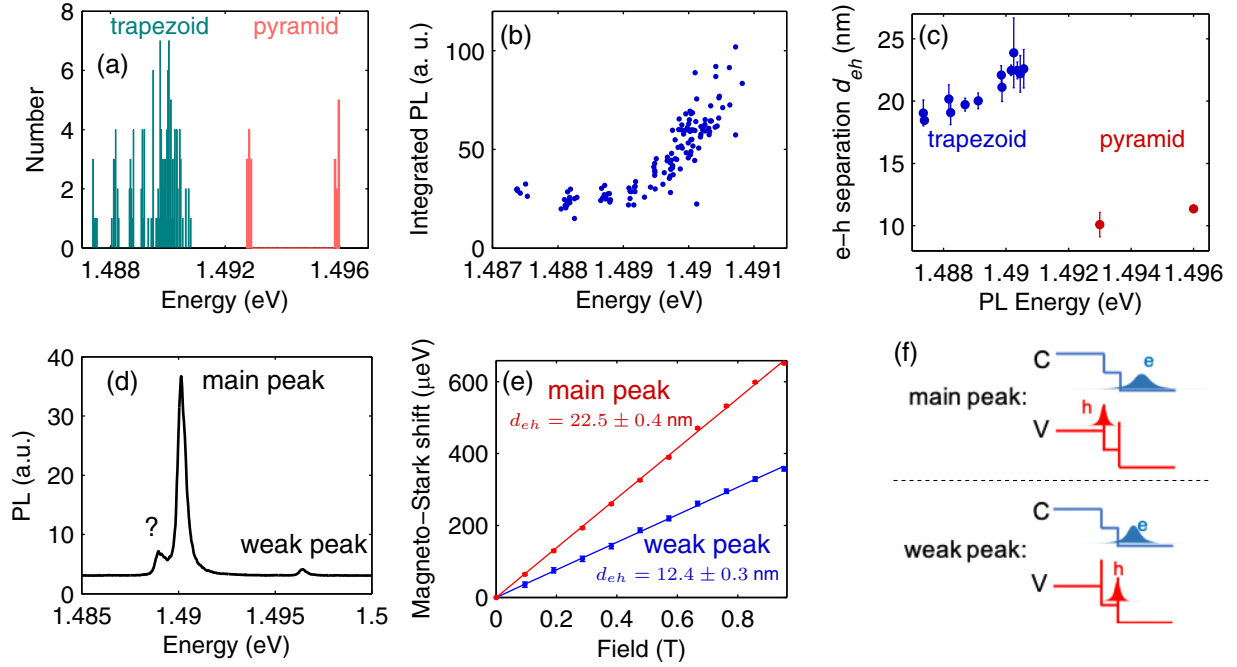 (a)
trapezoid
pyramid
Number
8
6
4
2
0
1.488
1.492
1.496
Energy (eV)
(b)
Integrated PL (a. u.)
100
50
0
1.487
1.488
1.489
1.49
1.491
Energy (eV)
(c)
e–h separation d_eh (nm)
25
20
15
10
trapezoid
pyramid
1.488
1.49
1.492
1.494
1.496
PL Energy (eV)
(d)
PL (a.u.)
40
30
20
10
0
main peak
?
weak peak
1.485
1.49
1.495
1.5
Energy (eV)
(e)
Magneto–Stark shift (µeV)
600
400
200
0
main peak
d_eh = 22.5 ± 0.4 nm
weak peak
d_eh = 12.4 ± 0.3 nm
0
0.2
0.4
0.6
0.8
Field (T)
(f)
C
e
main peak:
h
V
C
e
weak peak:
h
V